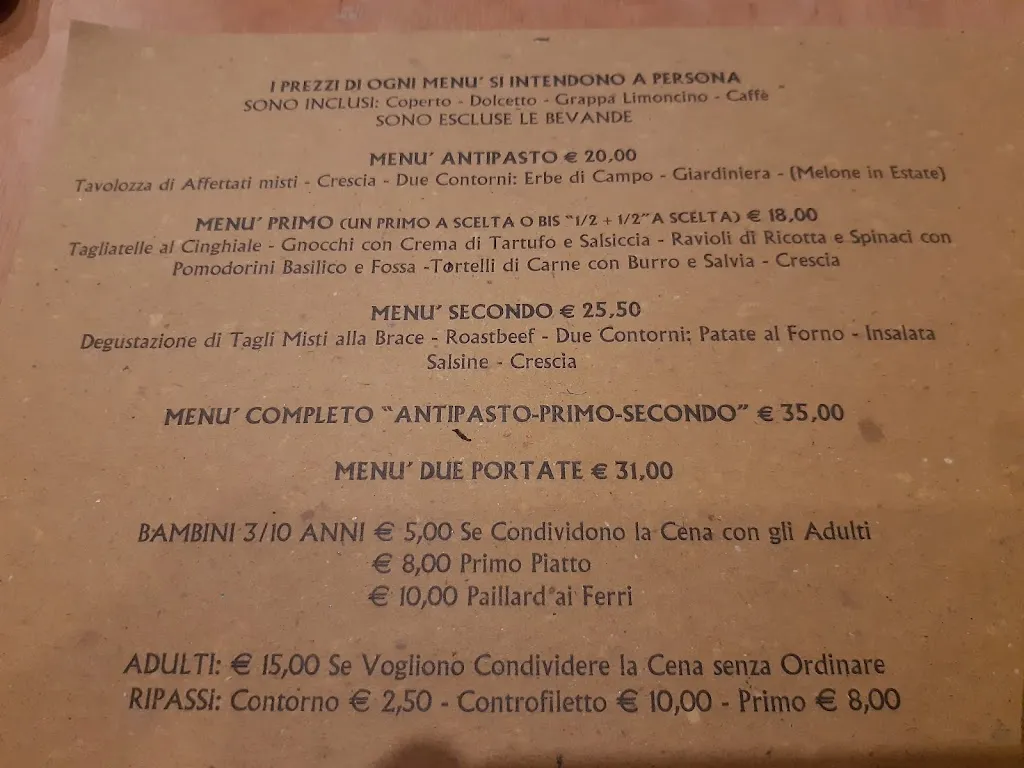 I PREZZI DI OGNI MENU' SI INTENDONO A PERSONA
SONO INCLUSI: Coperto - Dolcetto - Grappa Limoncino - Caffè
SONO ESCLUSE LE BEVANDE
MENU' ANTIPASTO € 20,00
Tavolozza di Affettati misti - Crescia - Due Contorni: Erbe di Campo - Giardiniera - (Melone in Estate)
MENU' PRIMO (UN PRIMO A SCELTA O BIS "1/2 + 1/2"A SCELTA) € 18,00
Tagliatelle al Cinghiale - Gnocchi con Crema di Tartufo e Salsiccia - Ravioli di Ricotta e Spinaci con
Pomodorini Basilico e Fossa -Tortelli di Carne con Burro e Salvia - Crescia
MENU' SECONDO € 25,50
Degustazione di Tagli Misti alla Brace - Roastbeef - Due Contorni: Patate al Forno - Insalata
Salsine - Crescia
MENU' COMPLETO "ANTIPASTO-PRIMO-SECONDO" € 35,00
MENU' DUE PORTATE € 31,00
BAMBINI 3/10 ANNI € 5,00 Se Condividono la Cena con gli Adulti
€ 8,00 Primo Piatto
€ 10,00 Paillard ai Ferri
ADULTI: € 15,00 Se Vogliono Condividere la Cena senza Ordinare
RIPASSI: Contorno € 2,50 - Controfiletto € 10,00 - Primo € 8,00